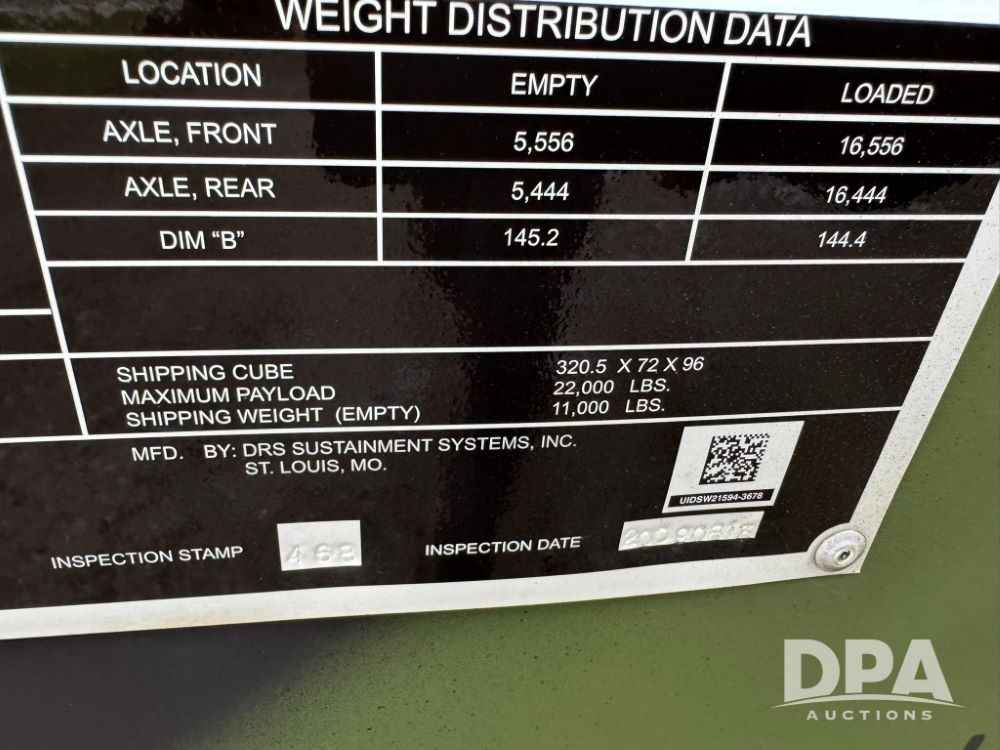 WEIGHT DISTRIBUTION DATA
LOCATION EMPTY LOADED
AXLE, FRONT 5,556 16,556
AXLE, REAR 5,444 16,444
DIM “B” 145.2 144.4
SHIPPING CUBE 320.5 X 72 X 96
MAXIMUM PAYLOAD 22,000 LBS.
SHIPPING WEIGHT (EMPTY) 11,000 LBS.
MFD. BY: DRS SUSTAINMENT SYSTEMS, INC.
ST. LOUIS, MO.
UIDSW21594-3678
INSPECTION STAMP 468 INSPECTION DATE
DPA
AUCTIONS